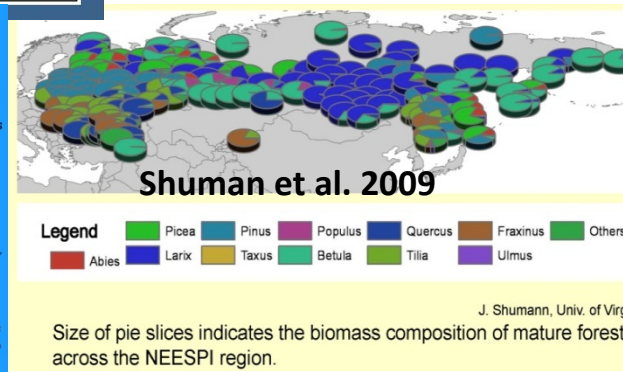 Shuman et al. 2009
Legend
Picea Pinus Populus Quercus Fraxinus Others
Abies Larix Taxus Betula Tilia Ulmus
J. Shumann, Univ. of Virg
Size of pie slices indicates the biomass composition of mature forest
across the NEESPI region.